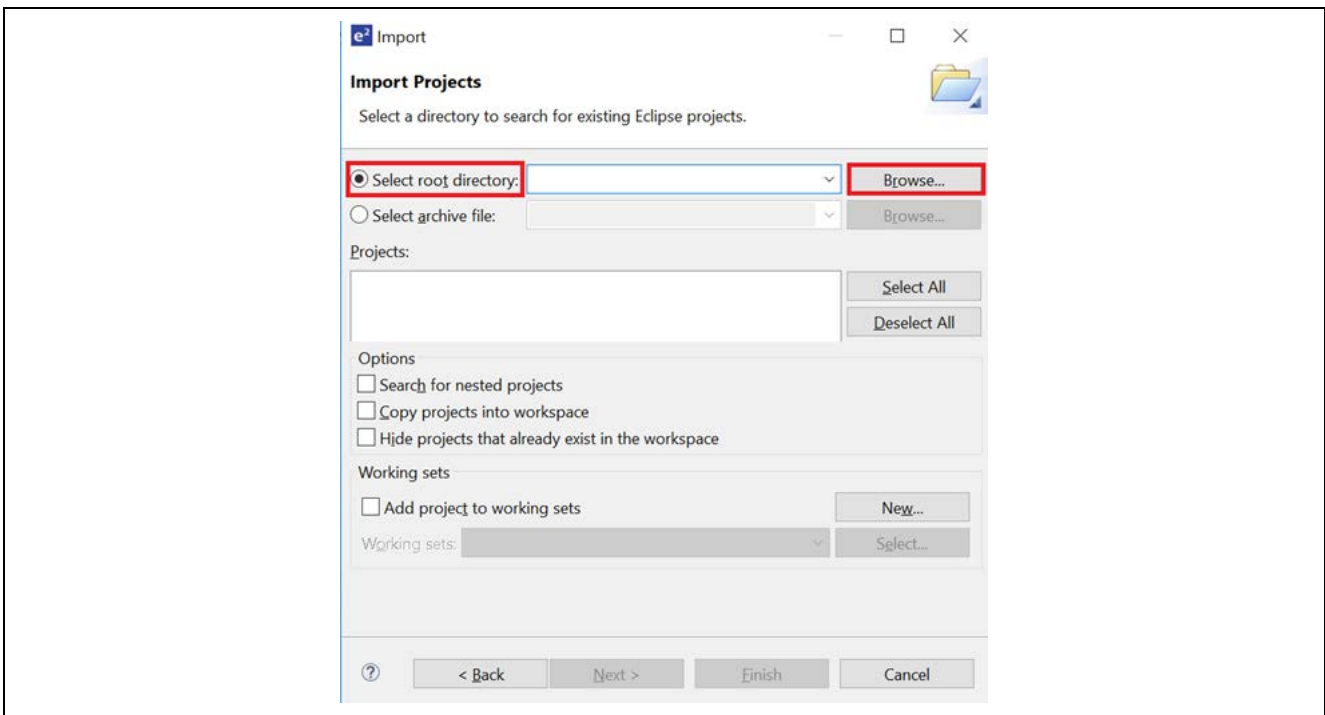 e² Import
Import Projects
Select a directory to search for existing Eclipse projects.
Select root directory: Browse...
Select archive file: Browse...
Projects:
Select All
Deselect All
Options
Search for nested projects
Copy projects into workspace
Hide projects that already exist in the workspace
Working sets
Add project to working sets New...
Working sets: Select...
? < Back Next > Finish Cancel